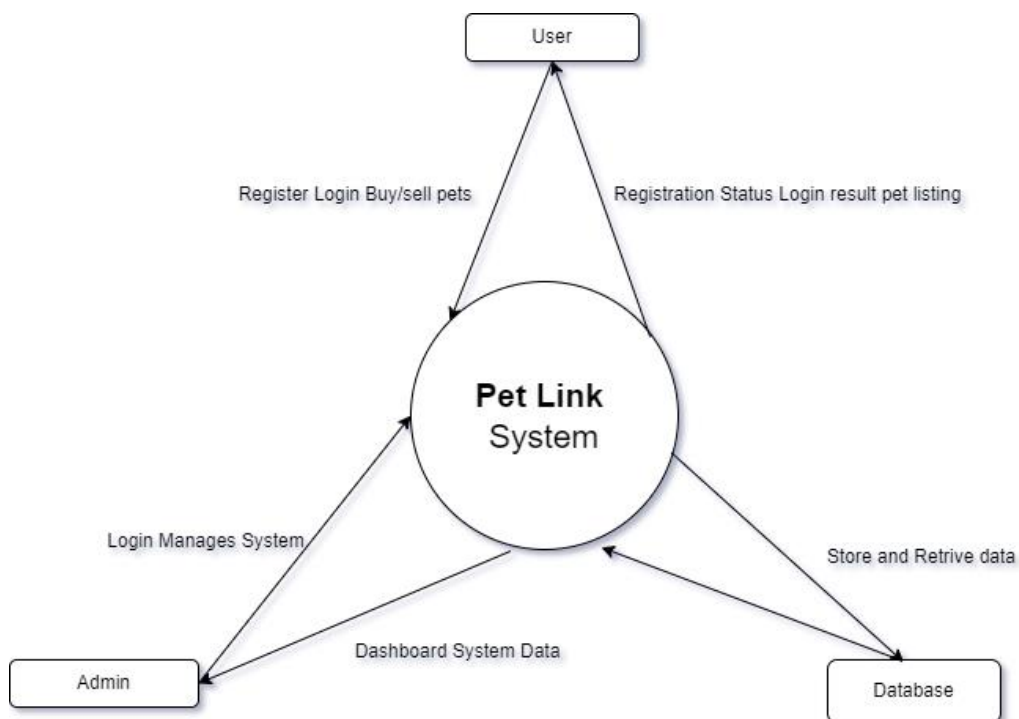 User
Register Login Buy/sell pets
Registration Status Login result pet listing
Pet Link
System
Login Manages System
Store and Retrive data
Dashboard System Data
Admin
Database